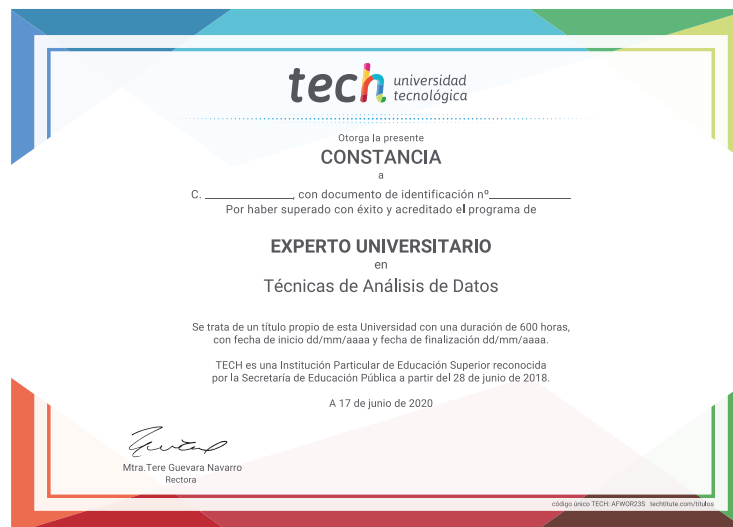 tech universidad
tecnológica
Otorga la presente
CONSTANCIA
a
C. ______________, con documento de identificación nº____________
Por haber superado con éxito y acreditado el programa de
EXPERTO UNIVERSITARIO
en
Técnicas de Análisis de Datos
Se trata de un título propio de esta Universidad con una duración de 600 horas,
con fecha de inicio dd/mm/aaaa y fecha de finalización dd/mm/aaaa.
TECH es una Institución Particular de Educación Superior reconocida
por la Secretaría de Educación Pública a partir del 28 de junio de 2018.
A 17 de junio de 2020
Mtra.Tere Guevara Navarro
Rectora
código único TECH: AFWOR23S techtitute.com/títulos